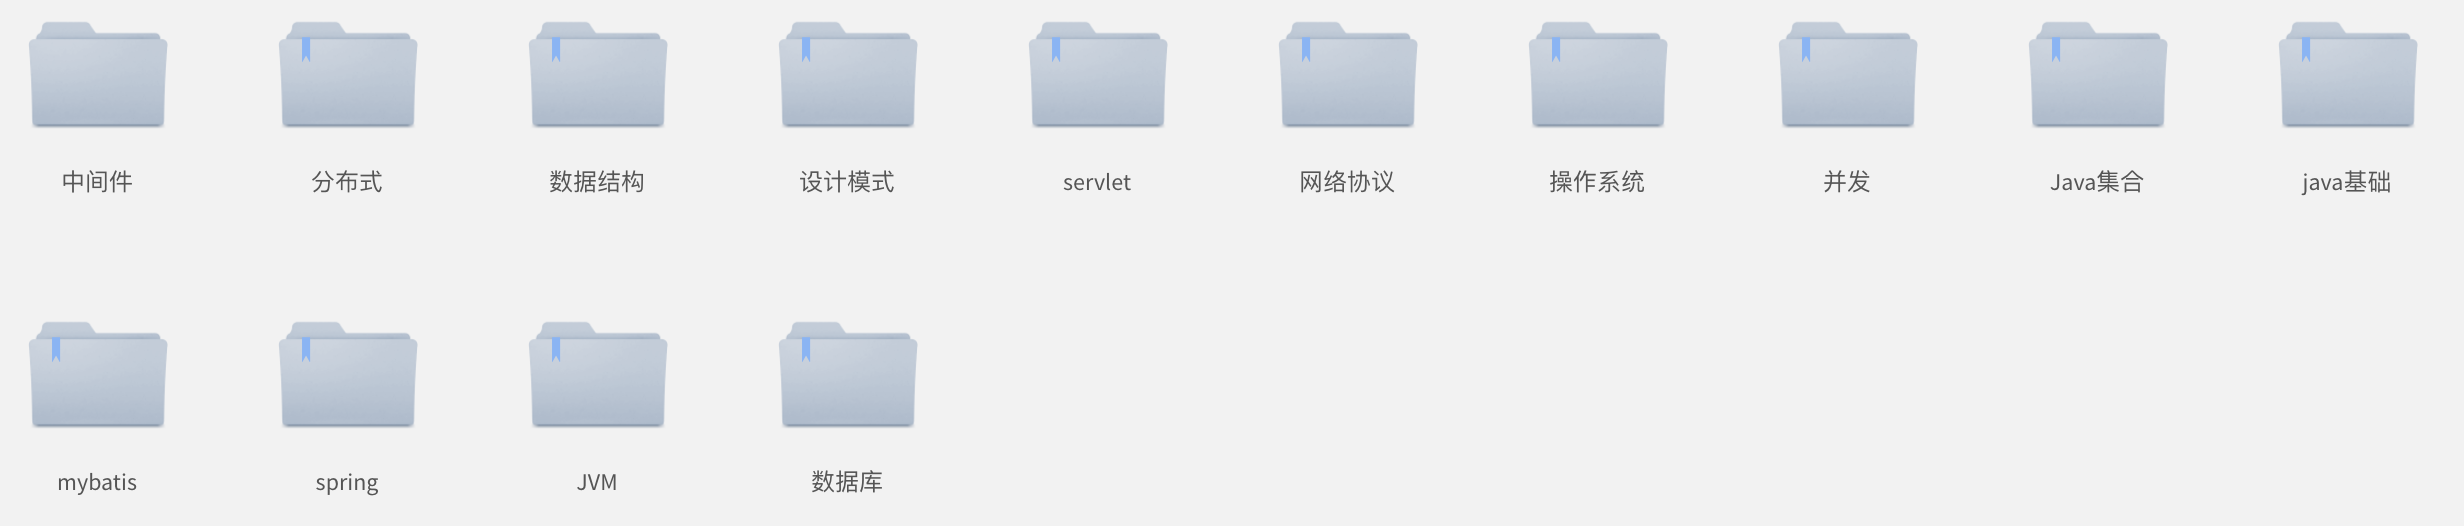 中间件
分布式
数据结构
设计模式
servlet
网络协议
操作系统
并发
Java集合
java基础
mybatis
spring
JVM
数据库